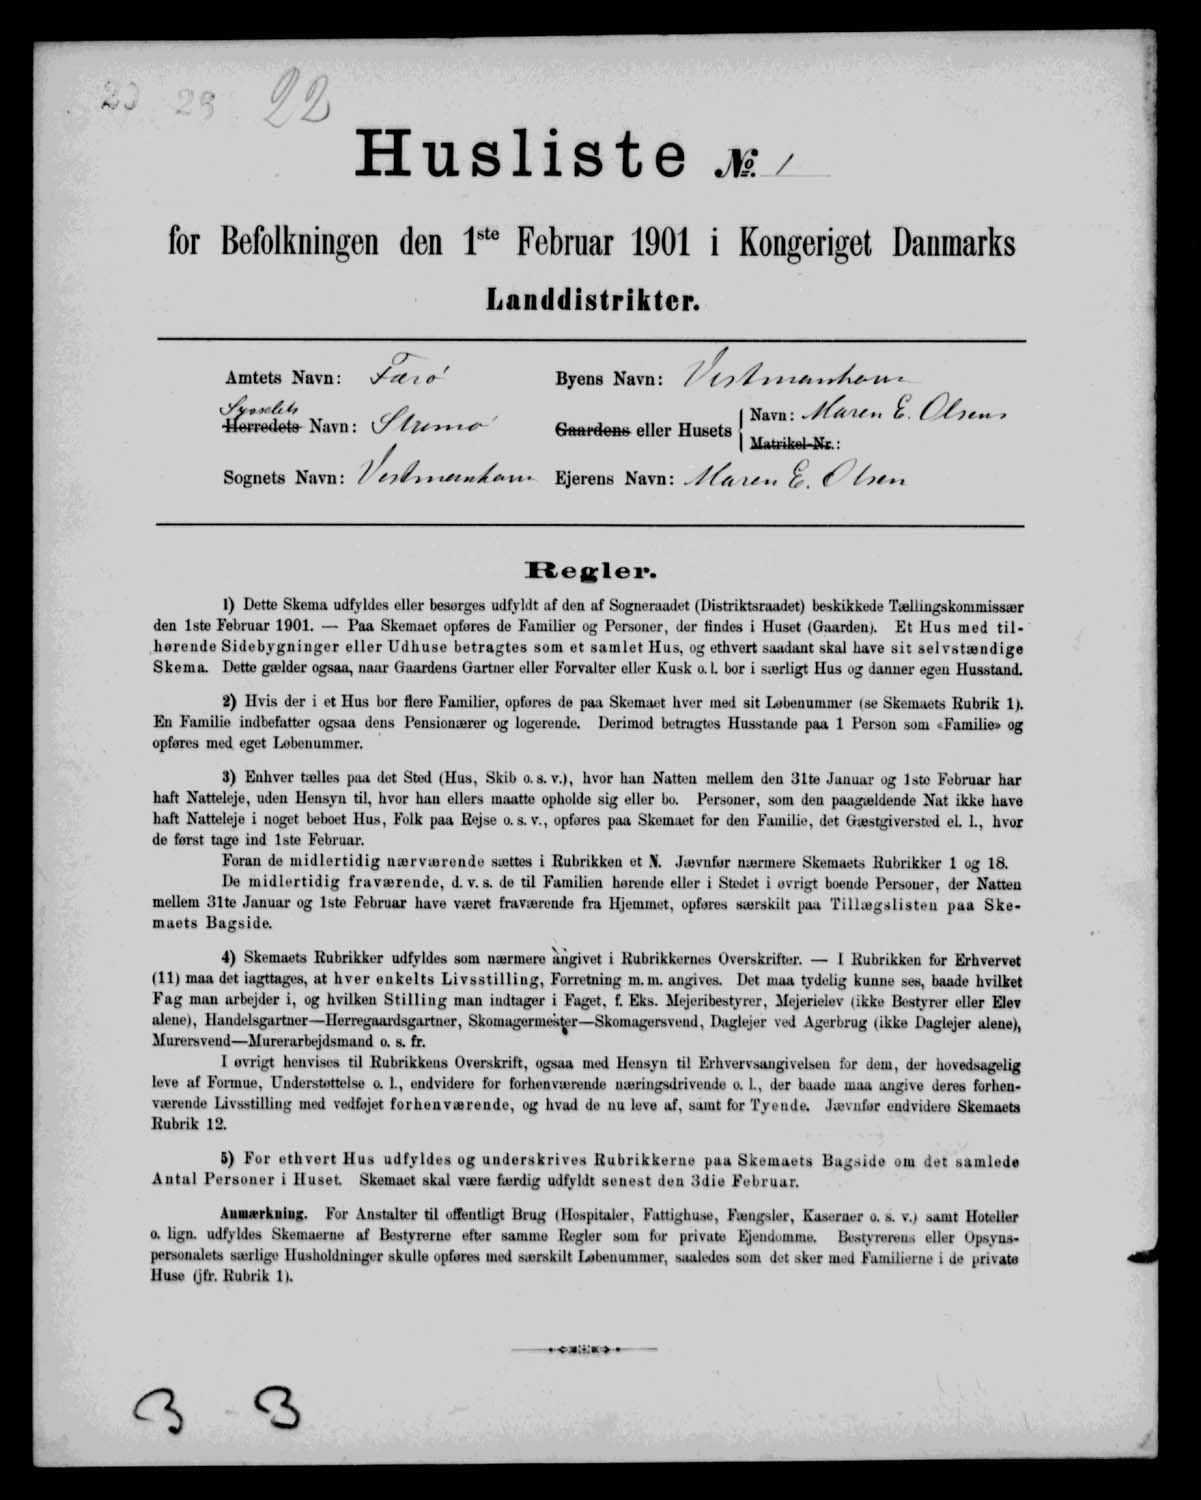 23 23 22
Husliste No. 1
for Befolkningen den 1ste Februar 1901 i Kongeriget Danmarks
Landdistrikter.
Amtets Navn: Færö Byens Navn: Vestmanhavn
Sysselets
Herredets Navn: Strømø Gaardens eller Husets Navn: Maren E. Olsens
Matrikel-Nr.:
Sognets Navn: Vestmanhavn Ejerens Navn: Maren E. Olsen
Regler.
1) Dette Skema udfyldes eller besørges udfyldt af den af Sogneraadet (Distriktsraadet) beskikkede Tællingskommissær
den 1ste Februar 1901. — Paa Skemaet opføres de Familier og Personer, der findes i Huset (Gaarden). Et Hus med til-
hørende Sidebygninger eller Udhuse betragtes som et samlet Hus, og ethvert saadant skal have sit selvstændige
Skema. Dette gælder ogsaa, naar Gaardens Gartner eller Forvalter eller Kusk o. l. bor i særligt Hus og danner egen Husstand.
2) Hvis der i et Hus bor flere Familier, opføres de paa Skemaet hver med sit Løbenummer (se Skemaets Rubrik 1).
En Familie indbefatter ogsaa dens Pensionærer og logerende. Derimod betragtes Husstande paa 1 Person som «Familie» og
opføres med eget Løbenummer.
3) Enhver tælles paa det Sted (Hus, Skib o. s. v.), hvor han Natten mellem den 31te Januar og 1ste Februar har
haft Natteleje, uden Hensyn til, hvor han ellers maatte opholde sig eller bo. Personer, som den paagældende Nat ikke have
haft Natteleje i noget beboet Hus, Folk paa Rejse o. s. v., opføres paa Skemaet for den Familie, det Gæstgiversted el. l., hvor
de først tage ind 1ste Februar.
Foran de midlertidig nærværende sættes i Rubrikken et N. Jævnfør nærmere Skemaets Rubrikker 1 og 18.
De midlertidig fraværende, d. v. s. de til Familien hørende eller i Stedet i øvrigt boende Personer, der Natten
mellem 31te Januar og 1ste Februar have været fraværende fra Hjemmet, opføres særskilt paa Tillægslisten paa Ske-
maets Bagside.
4) Skemaets Rubrikker udfyldes som nærmere angivet i Rubrikkernes Overskrifter. — I Rubrikken for Erhvervet
(11) maa det iagttages, at hver enkelts Livsstilling, Forretning m. m. angives. Det maa tydelig kunne ses, baade hvilket
Fag man arbejder i, og hvilken Stilling man indtager i Faget, f. Eks. Mejeribestyrer, Mejerielev (ikke Bestyrer eller Elev
alene), Handelsgartner—Herregaardsgartner, Skomagermester—Skomagersvend, Daglejer ved Agerbrug (ikke Daglejer alene),
Murersvend—Murerarbejdsmand o. s. fr.
I øvrigt henvises til Rubrikkens Overskrift, ogsaa med Hensyn til Erhvervsangivelsen for dem, der hovedsagelig
leve af Formue, Understøttelse o. l., endvidere for forhenværende næringsdrivende o. l., der baade maa angive deres forhen-
værende Livsstilling med vedføjet forhenværende, og hvad de nu leve af, samt for Tyende. Jævnfør endvidere Skemaets
Rubrik 12.
5) For ethvert Hus udfyldes og underskrives Rubrikkerne paa Skemaets Bagside om det samlede
Antal Personer i Huset. Skemaet skal være færdig udfyldt senest den 3die Februar.
Anmærkning. For Anstalter til offentligt Brug (Hospitaler, Fattighuse, Fængsler, Kaserner o. s. v.) samt Hoteller
o. lign. udfyldes Skemaerne af Bestyrerne efter samme Regler som for private Ejendomme. Bestyrerens eller Opsyns-
personalets særlige Husholdninger skulle opføres med særskilt Løbenummer, saaledes som det sker med Familierne i de private
Huse (jfr. Rubrik 1).
3 - 3